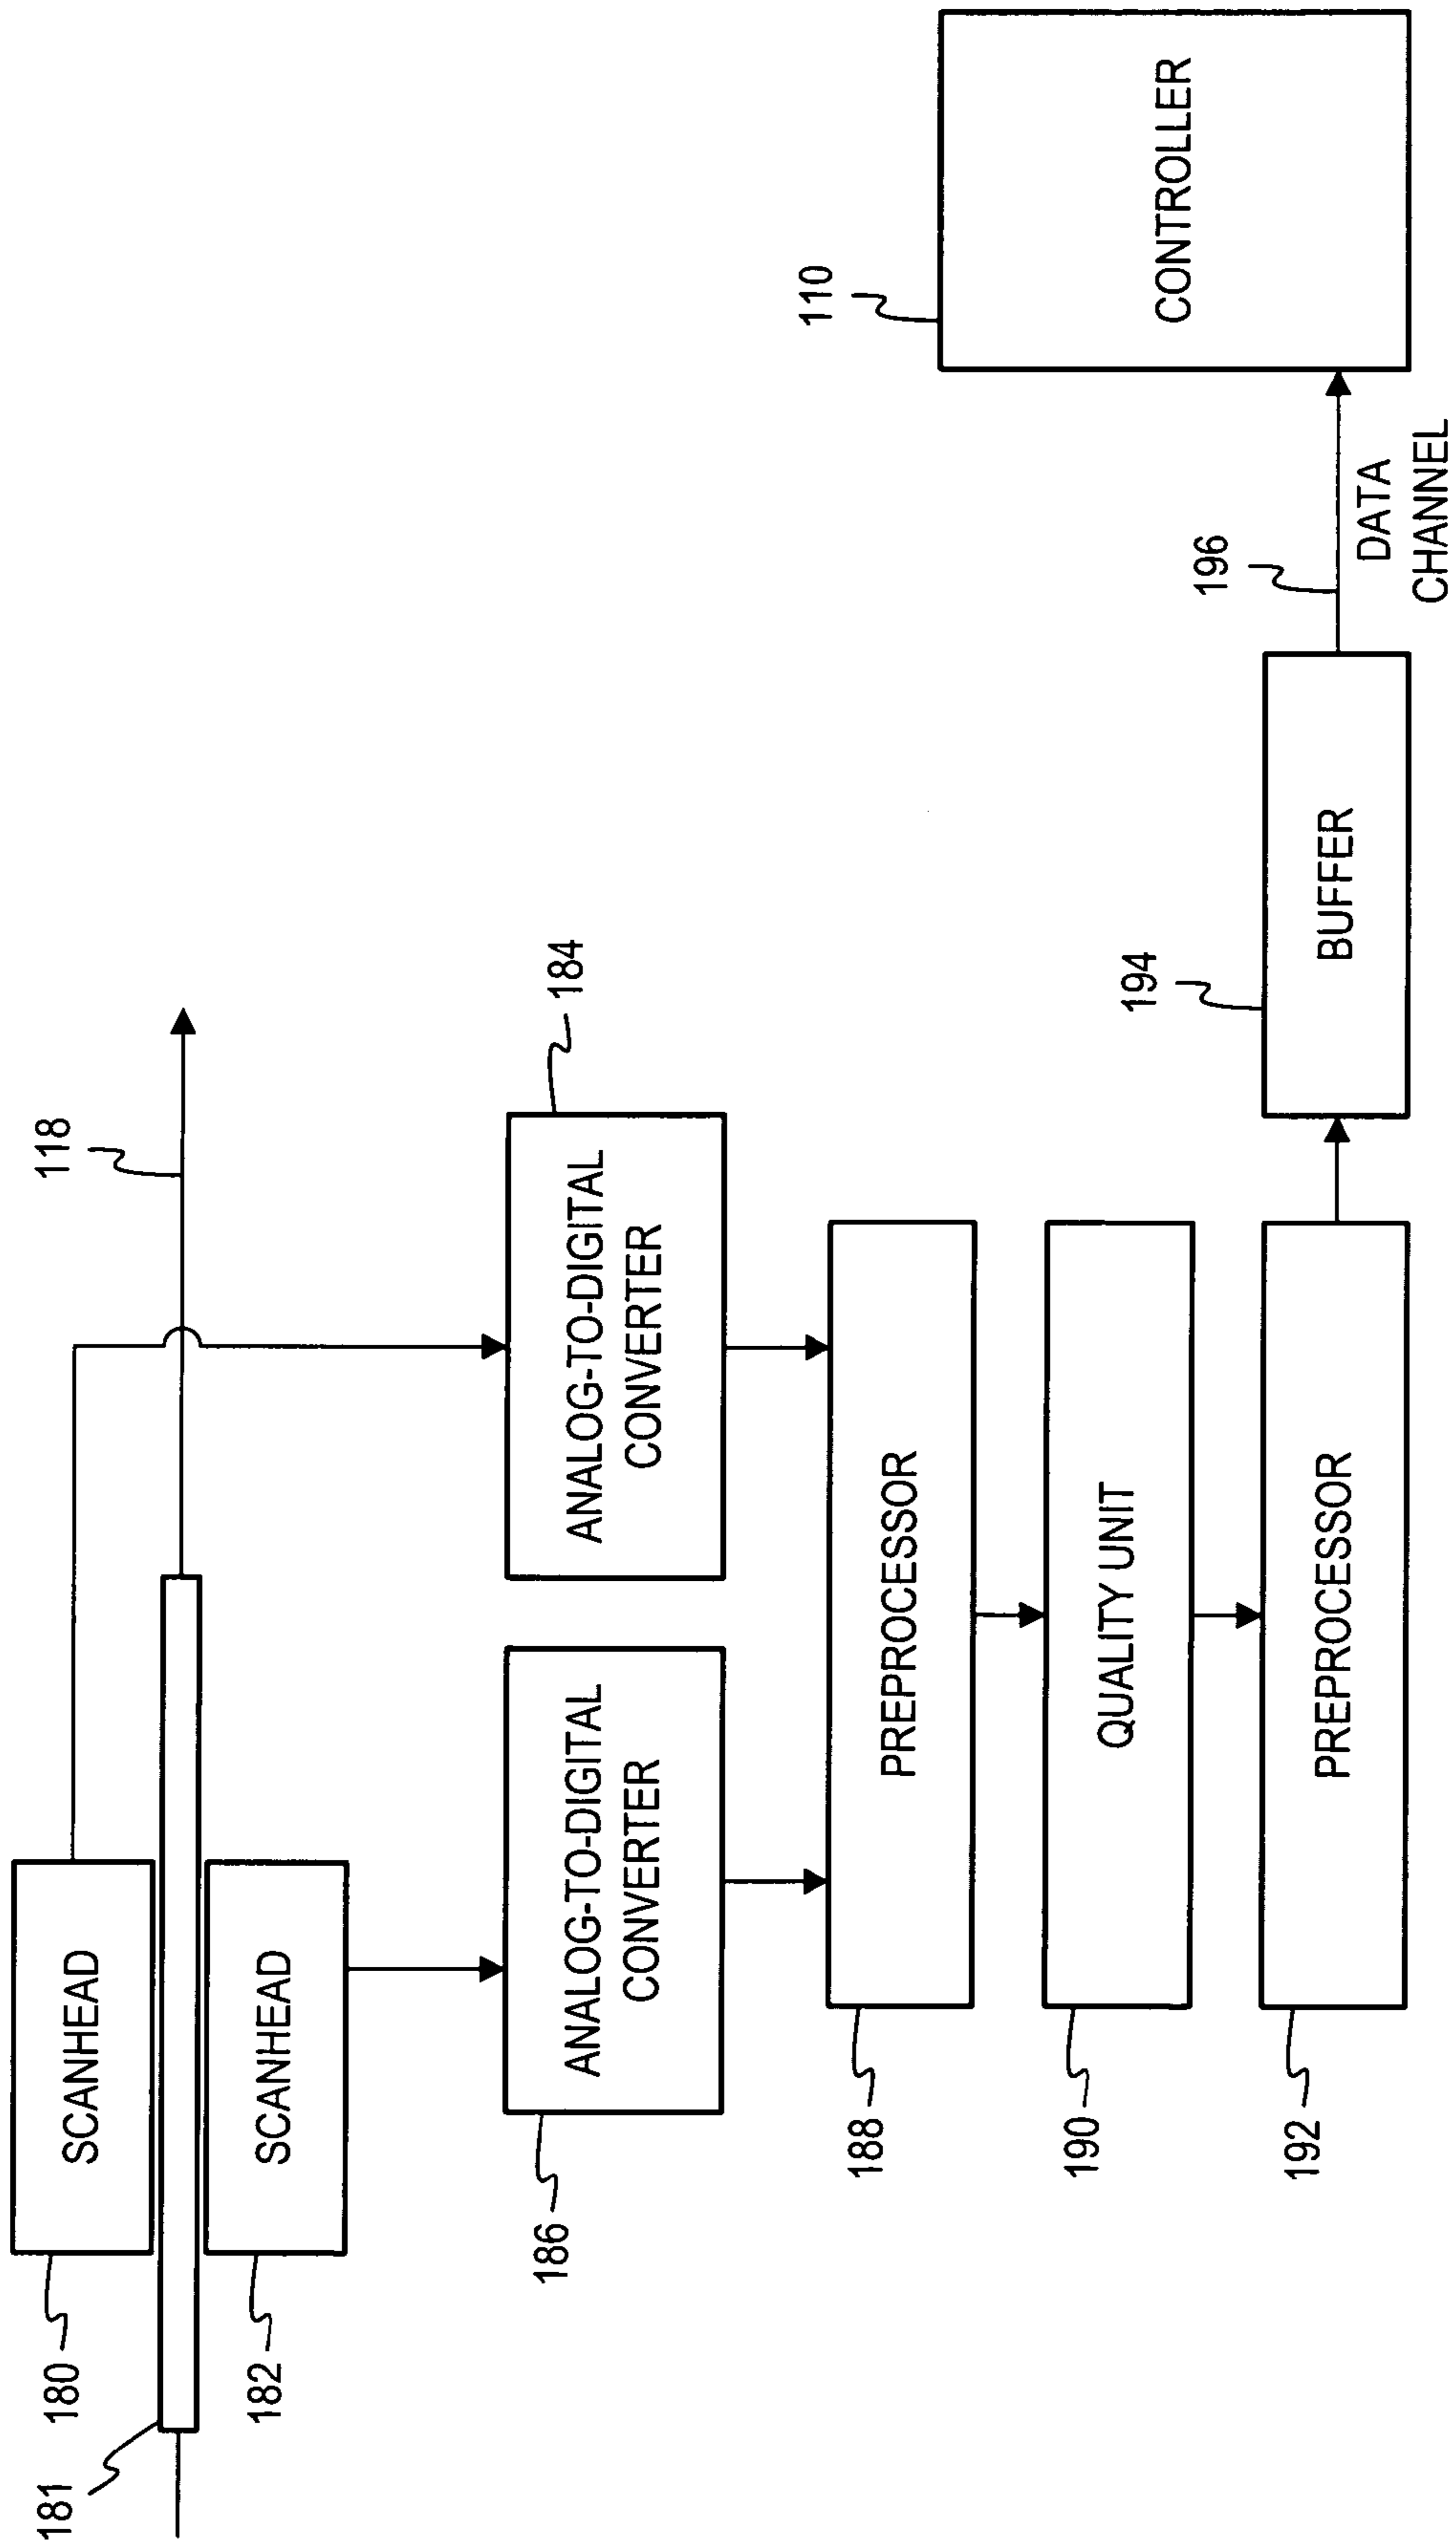 180
SCANHEAD
181
118
182
SCANHEAD
186
ANALOG-TO-DIGITAL
CONVERTER
184
ANALOG-TO-DIGITAL
CONVERTER
188
PREPROCESSOR
190
QUALITY UNIT
192
PREPROCESSOR
194
BUFFER
196
DATA
CHANNEL
110
CONTROLLER